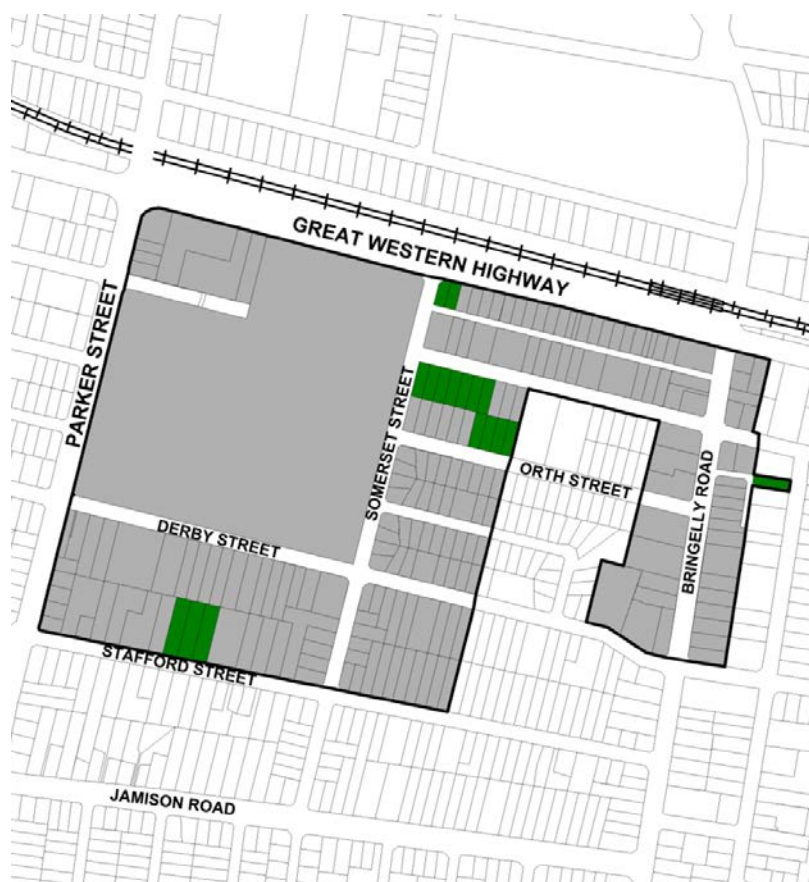 GREAT WESTERN HIGHWAY
PARKER STREET
SOMERSET STREET
ORTH STREET
BRINGELLY ROAD
DERBY STREET
STAFFORD STREET
JAMISON ROAD